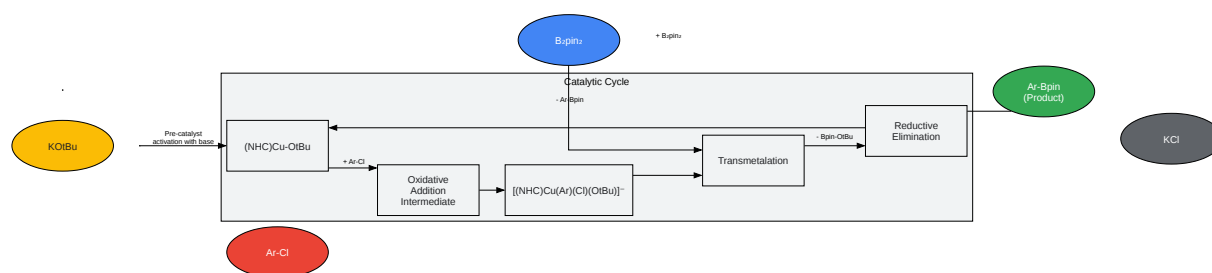 B₂pin₂
+ B₂pin₂
Catalytic Cycle
- Ar-Bpin
Ar-Bpin
(Product)
KOtBu
Pre-catalyst
activation with base
(NHC)Cu-OtBu
+ Ar-Cl
Oxidative
Addition
Intermediate
[(NHC)Cu(Ar)(Cl)(OtBu)]⁻
Transmetalation
- Bpin-OtBu
Reductive
Elimination
KCl
Ar-Cl